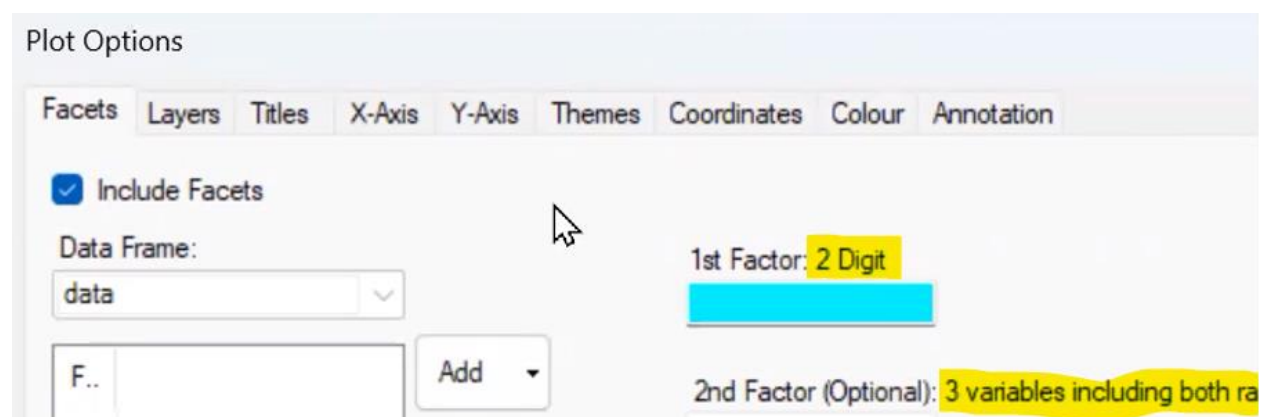 Plot Options
Facets Layers Titles X-Axis Y-Axis Themes Coordinates Colour Annotation
Include Facets
Data Frame:
1st Factor: 2 Digit
data
F.. Add
2nd Factor (Optional): 3 variables including both